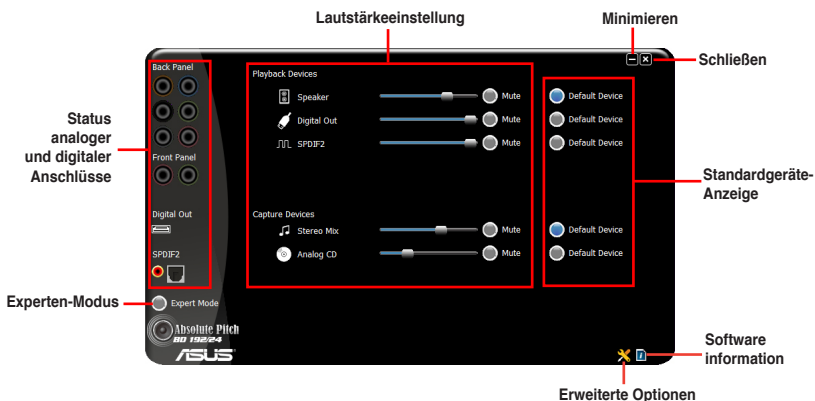 Lautstärkeeinstellung
Minimieren
Schließen
Status
analoger
und digitaler
Anschlüsse
Back Panel
Front Panel
Digital Out
SPDIF2
Experten-Modus
Expert Mode
Absolute Pitch
BD 192/24
ASUS
Playback Devices
Speaker Mute Default Device
Digital Out Mute Default Device
SPDIF2 Mute Default Device
Capture Devices
Stereo Mix Mute Default Device
Analog CD Mute Default Device
Standardgeräte-
Anzeige
Software
information
Erweiterte Optionen